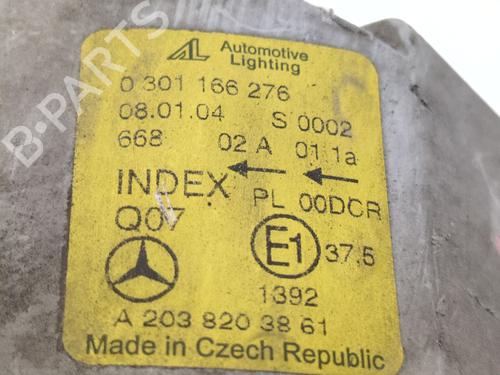 AL Automotive
Lighting
0 301 166 276
08.01.04 S 0002
668 02 A 01 1a
INDEX PL 00DCR
Q07
E1 37.5
1392
A 203 820 38 61
Made in Czech Republic
B-PARTS